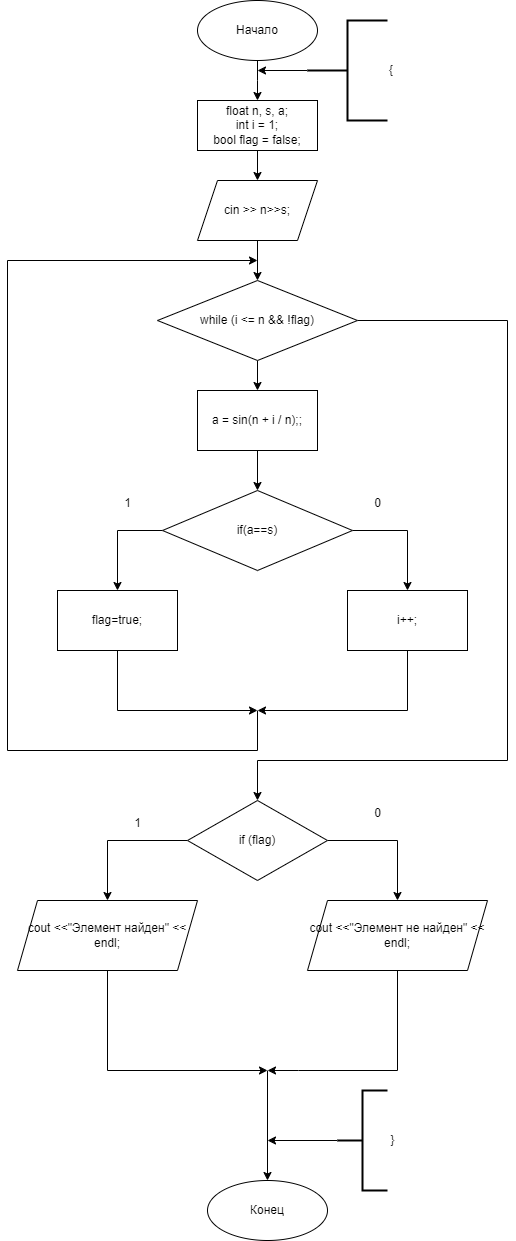 Начало
{
float n, s, a;
int i = 1;
bool flag = false;
cin >> n>>s;
while (i <= n && !flag)
a = sin(n + i / n);;
1
0
if(a==s)
flag=true;
i++;
1
0
if (flag)
cout <<"Элемент найден" <<
endl;
cout <<"Элемент не найден" <<
endl;
}
Конец